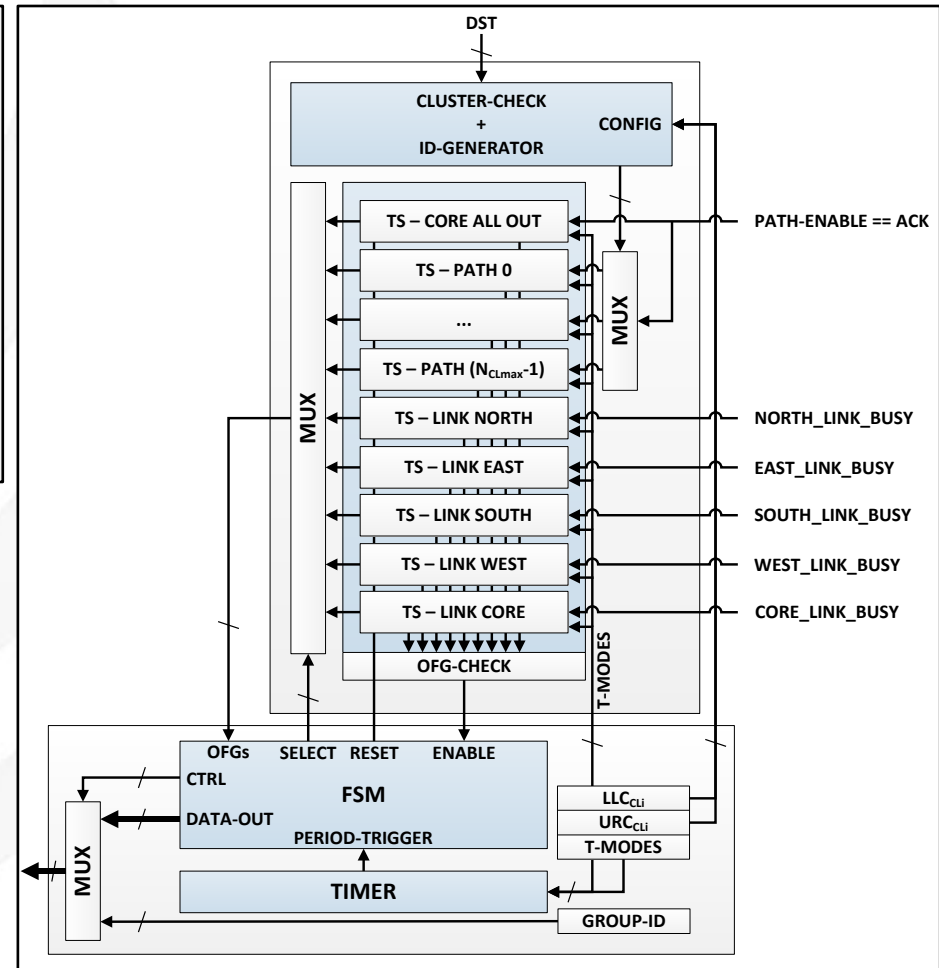 DST
CLUSTER-CHECK
+
ID-GENERATOR
CONFIG
TS – CORE ALL OUT
PATH-ENABLE == ACK
TS – PATH 0
...
TS – PATH (NCLmax-1)
MUX
MUX
TS – LINK NORTH
NORTH_LINK_BUSY
TS – LINK EAST
EAST_LINK_BUSY
TS – LINK SOUTH
SOUTH_LINK_BUSY
TS – LINK WEST
WEST_LINK_BUSY
TS – LINK CORE
CORE_LINK_BUSY
OFG-CHECK
T-MODES
OFGs
SELECT
RESET
ENABLE
CTRL
FSM
DATA-OUT
PERIOD-TRIGGER
LLCCLi
URCCLi
T-MODES
MUX
TIMER
GROUP-ID